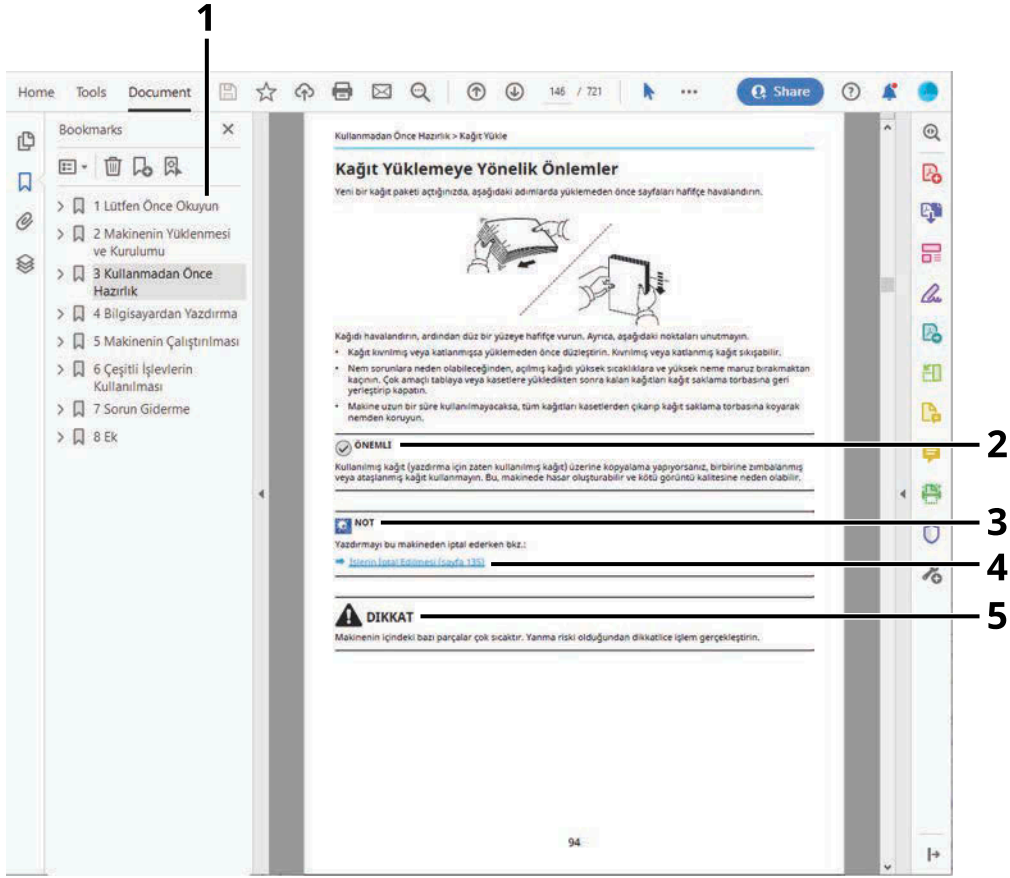 1
Home Tools Document 146 / 721 Share
Bookmarks
1 Lütfen Önce Okuyun
2 Makinenin Yüklenmesi
ve Kurulumu
3 Kullanmadan Önce
Hazırlık
4 Bilgisayardan Yazdırma
5 Makinenin Çalıştırılması
6 Çeşitli İşlevlerin
Kullanılması
7 Sorun Giderme
8 Ek
Kullanmadan Önce Hazırlık > Kağıt Yükle
Kağıt Yüklemeye Yönelik Önlemler
Yeni bir kağıt paketi açtığınızda, aşağıdaki adımlarda yüklemeden önce sayfaları hafifçe havalandırın.
Kağıdı havalandırın, ardından düz bir yüzeye hafifçe vurun. Ayrıca, aşağıdaki noktaları unutmayın.
• Kağıt kıvrılmış veya katlanmışsa yüklemeden önce düzleştirin. Kıvrılmış veya katlanmış kağıt sıkışabilir.
• Nem sorunlara neden olabileceğinden, açılmış kağıdı yüksek sıcaklıklara ve yüksek neme maruz bırakmaktan
kaçının. Çok amaçlı tablaya veya kasetlere yükledikten sonra kalan kağıtları kağıt saklama torbasına geri
yerleştirip kapatın.
• Makine uzun bir süre kullanılmayacaksa, tüm kağıtları kasetlerden çıkarıp kağıt saklama torbasına koyarak
nemden koruyun.
ÖNEMLİ
2
Kullanılmış kağıt (yazdırma için zaten kullanılmış kağıt) üzerine kopyalama yapıyorsanız, birbirine zımbalanmış
veya ataşlanmış kağıt kullanmayın. Bu, makinede hasar oluşturabilir ve kötü görüntü kalitesine neden olabilir.
NOT
3
Yazdırmayı bu makineden iptal ederken bkz.:
İşlerin İptal Edilmesi (sayfa 135)
4
DIKKAT
5
Makinenin içindeki bazı parçalar çok sıcaktır. Yanma riski olduğundan dikkatlice işlem gerçekleştirin.
94